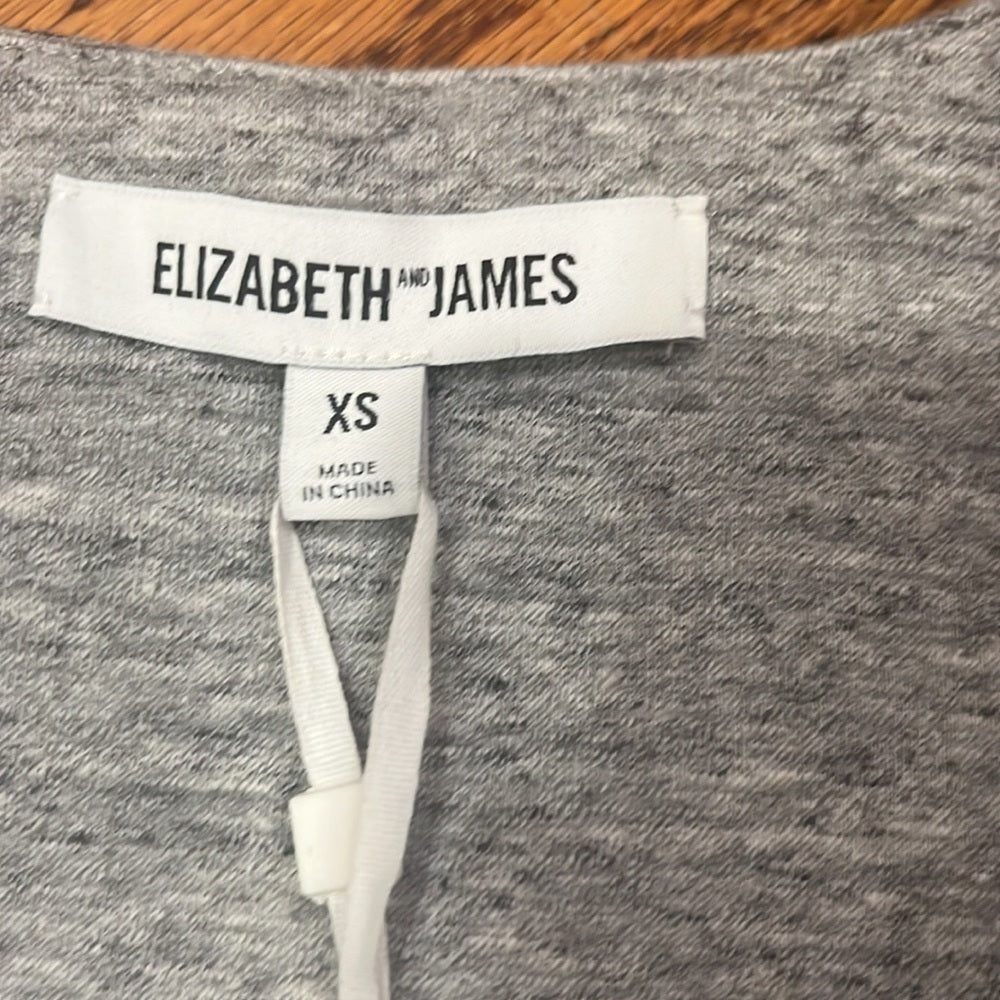 ELIZABETH AND JAMES
XS
MADE
IN CHINA